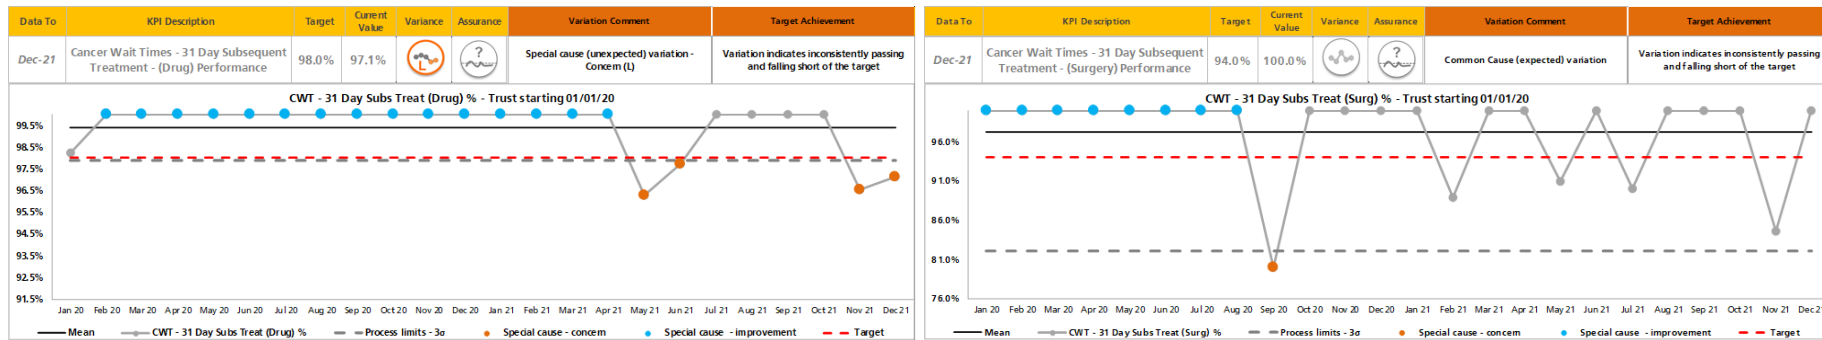 Data To KPI Description Target Current Value Variance Assurance Variation Comment Target Achievement
Dec-21 Cancer Wait Times - 31 Day Subsequent Treatment - (Drug) Performance 98.0% 97.1% L ? Special cause (unexpected) variation - Concern (L) Variation indicates inconsistently passing and falling short of the target
CWT - 31 Day Subs Treat (Drug) % - Trust starting 01/01/20
99.5%
98.5%
97.5%
96.5%
95.5%
94.5%
93.5%
92.5%
91.5%
Jan 20 Feb 20 Mar 20 Apr 20 May 20 Jun 20 Jul 20 Aug 20 Sep 20 Oct 20 Nov 20 Dec 20 Jan 21 Feb 21 Mar 21 Apr 21 May 21 Jun 21 Jul 21 Aug 21 Sep 21 Oct 21 Nov 21 Dec 21
Mean CWT - 31 Day Subs Treat (Drug) % Process limits - 3σ Special cause - concern Special cause - improvement Target
Data To KPI Description Target Current Value Variance Assurance Variation Comment Target Achievement
Dec-21 Cancer Wait Times - 31 Day Subsequent Treatment - (Surgery) Performance 94.0% 100.0% ? Common Cause (expected) variation Variation indicates inconsistently passing and falling short of the target
CWT - 31 Day Subs Treat (Surg) % - Trust starting 01/01/20
96.0%
91.0%
86.0%
81.0%
76.0%
Jan 20 Feb 20 Mar 20 Apr 20 May 20 Jun 20 Jul 20 Aug 20 Sep 20 Oct 20 Nov 20 Dec 20 Jan 21 Feb 21 Mar 21 Apr 21 May 21 Jun 21 Jul 21 Aug 21 Sep 21 Oct 21 Nov 21 Dec 2
Mean CWT - 31 Day Subs Treat (Surg) % Process limits - 3σ Special cause - concern Special cause - improvement Target